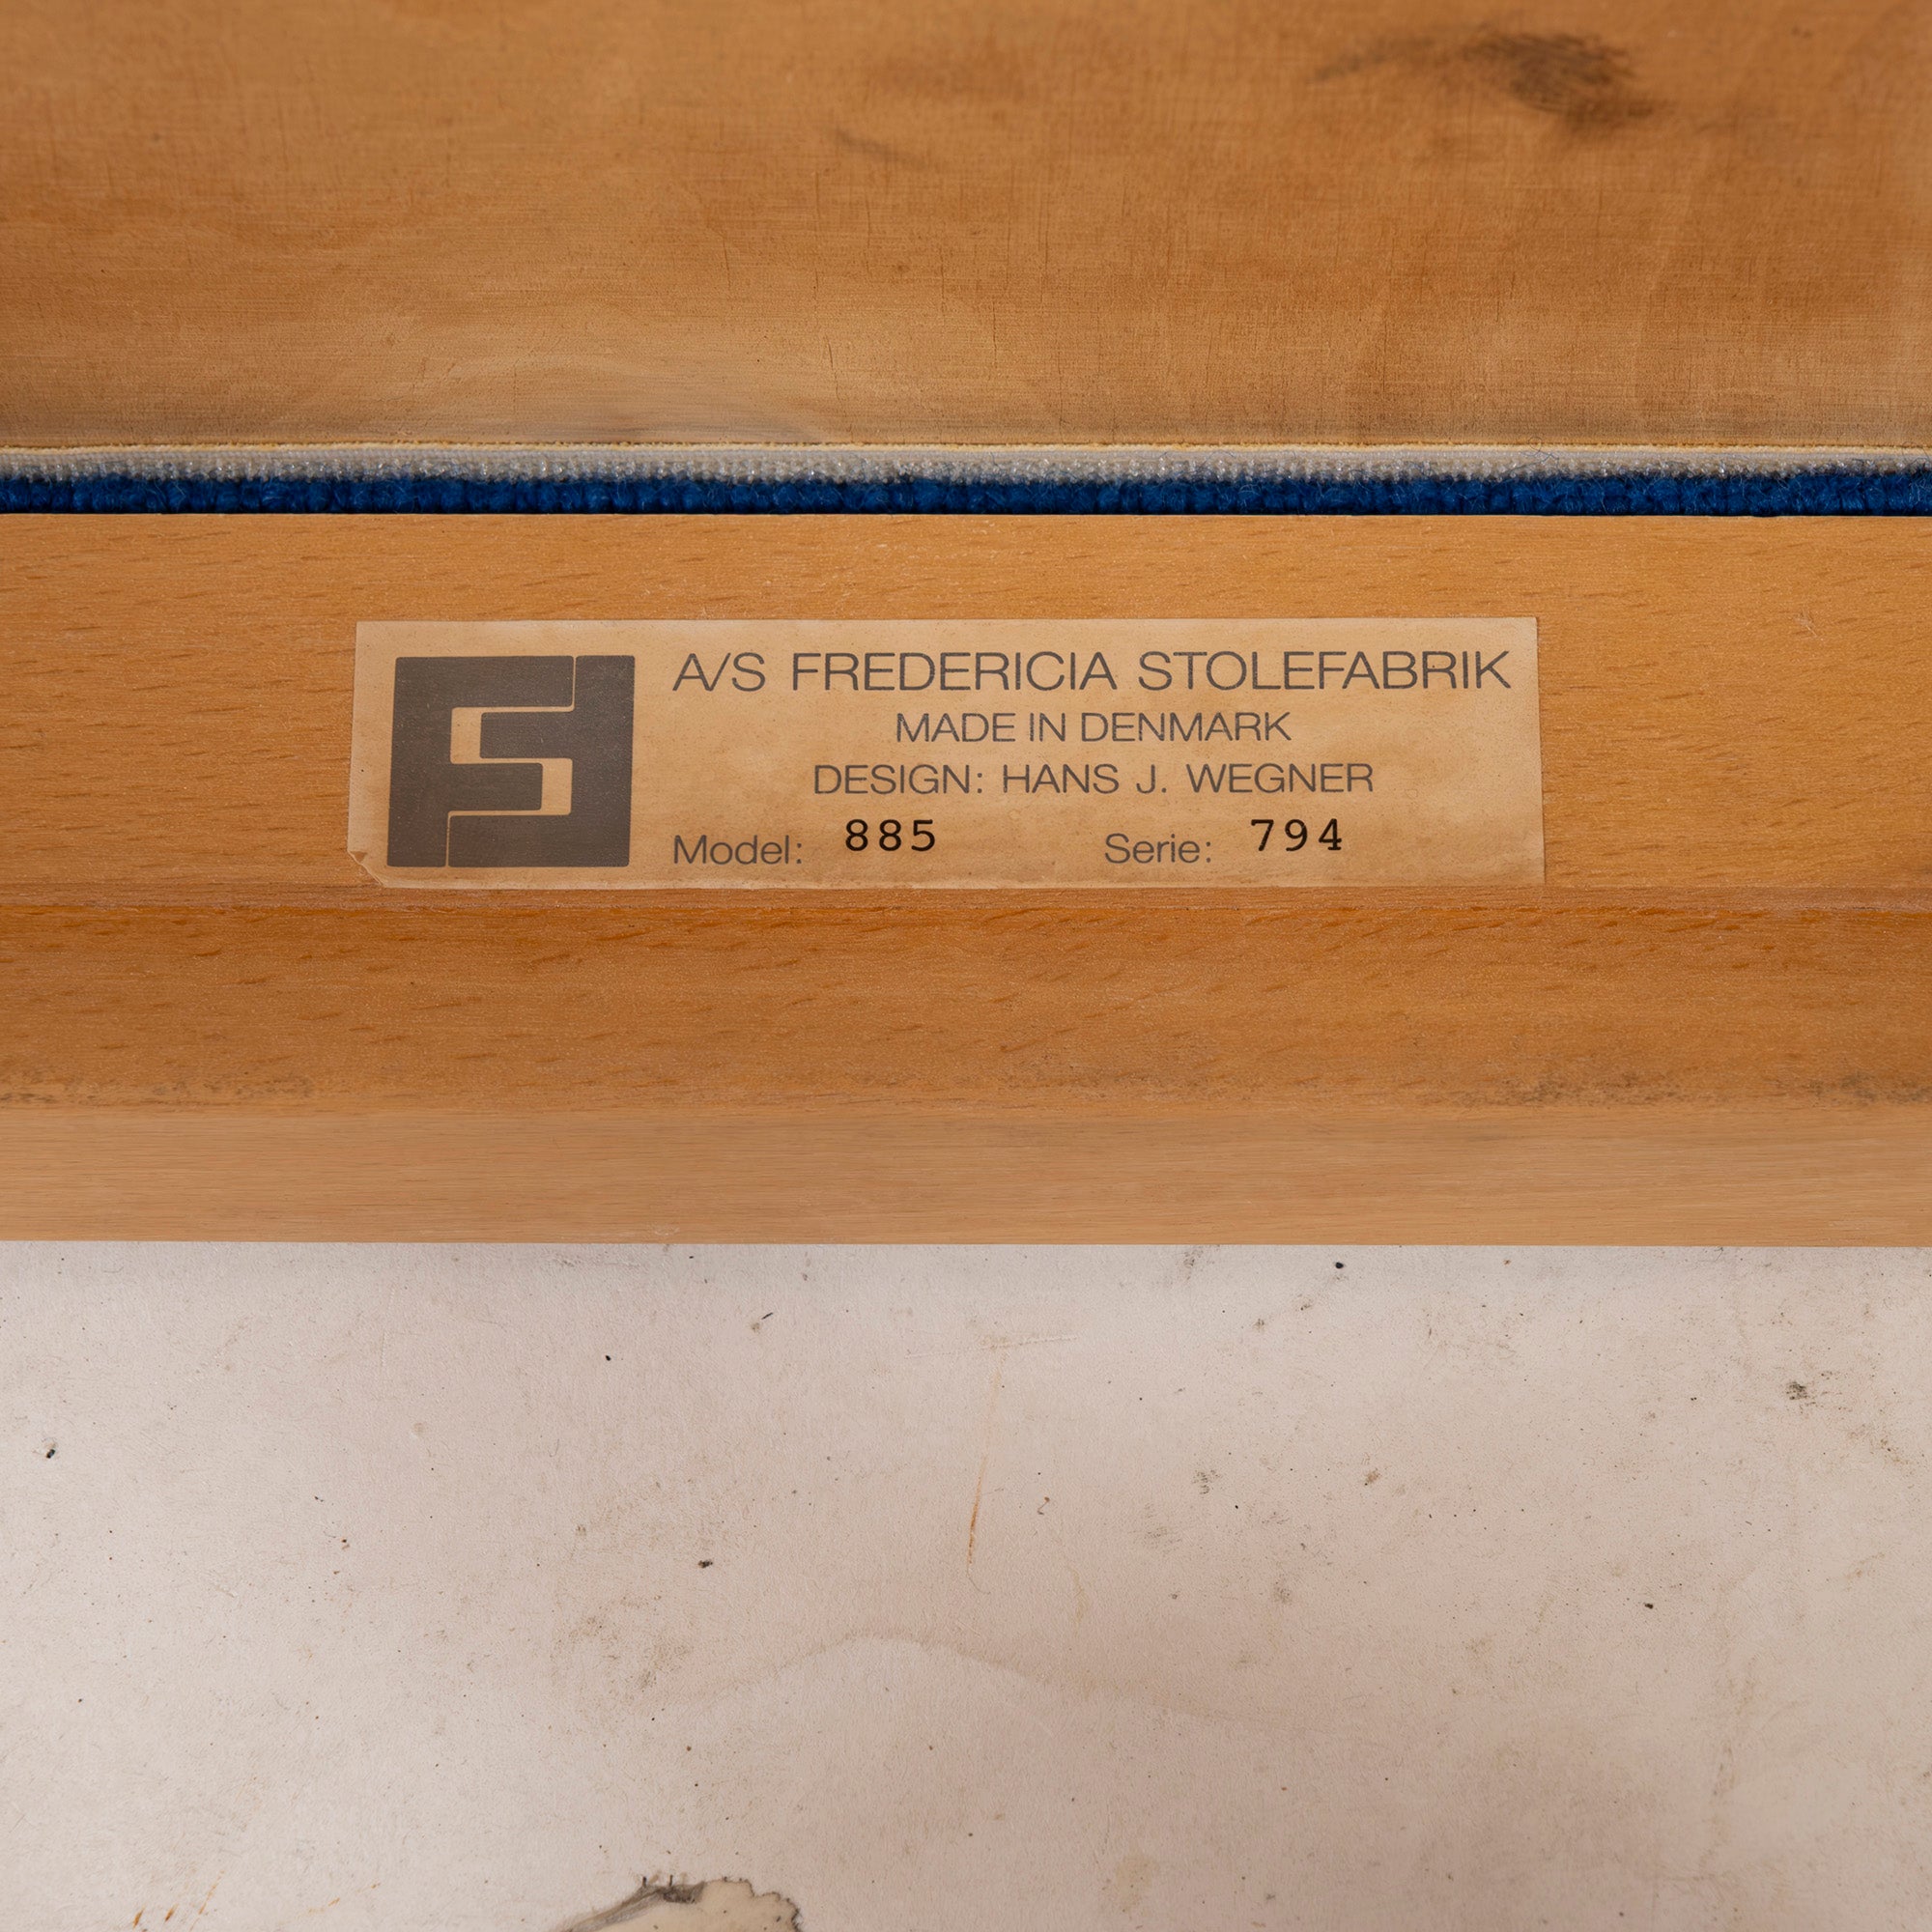 A/S FREDERICIA STOLEFABRIK
MADE IN DENMARK
DESIGN: HANS J. WEGNER
Model: 885 Serie: 794